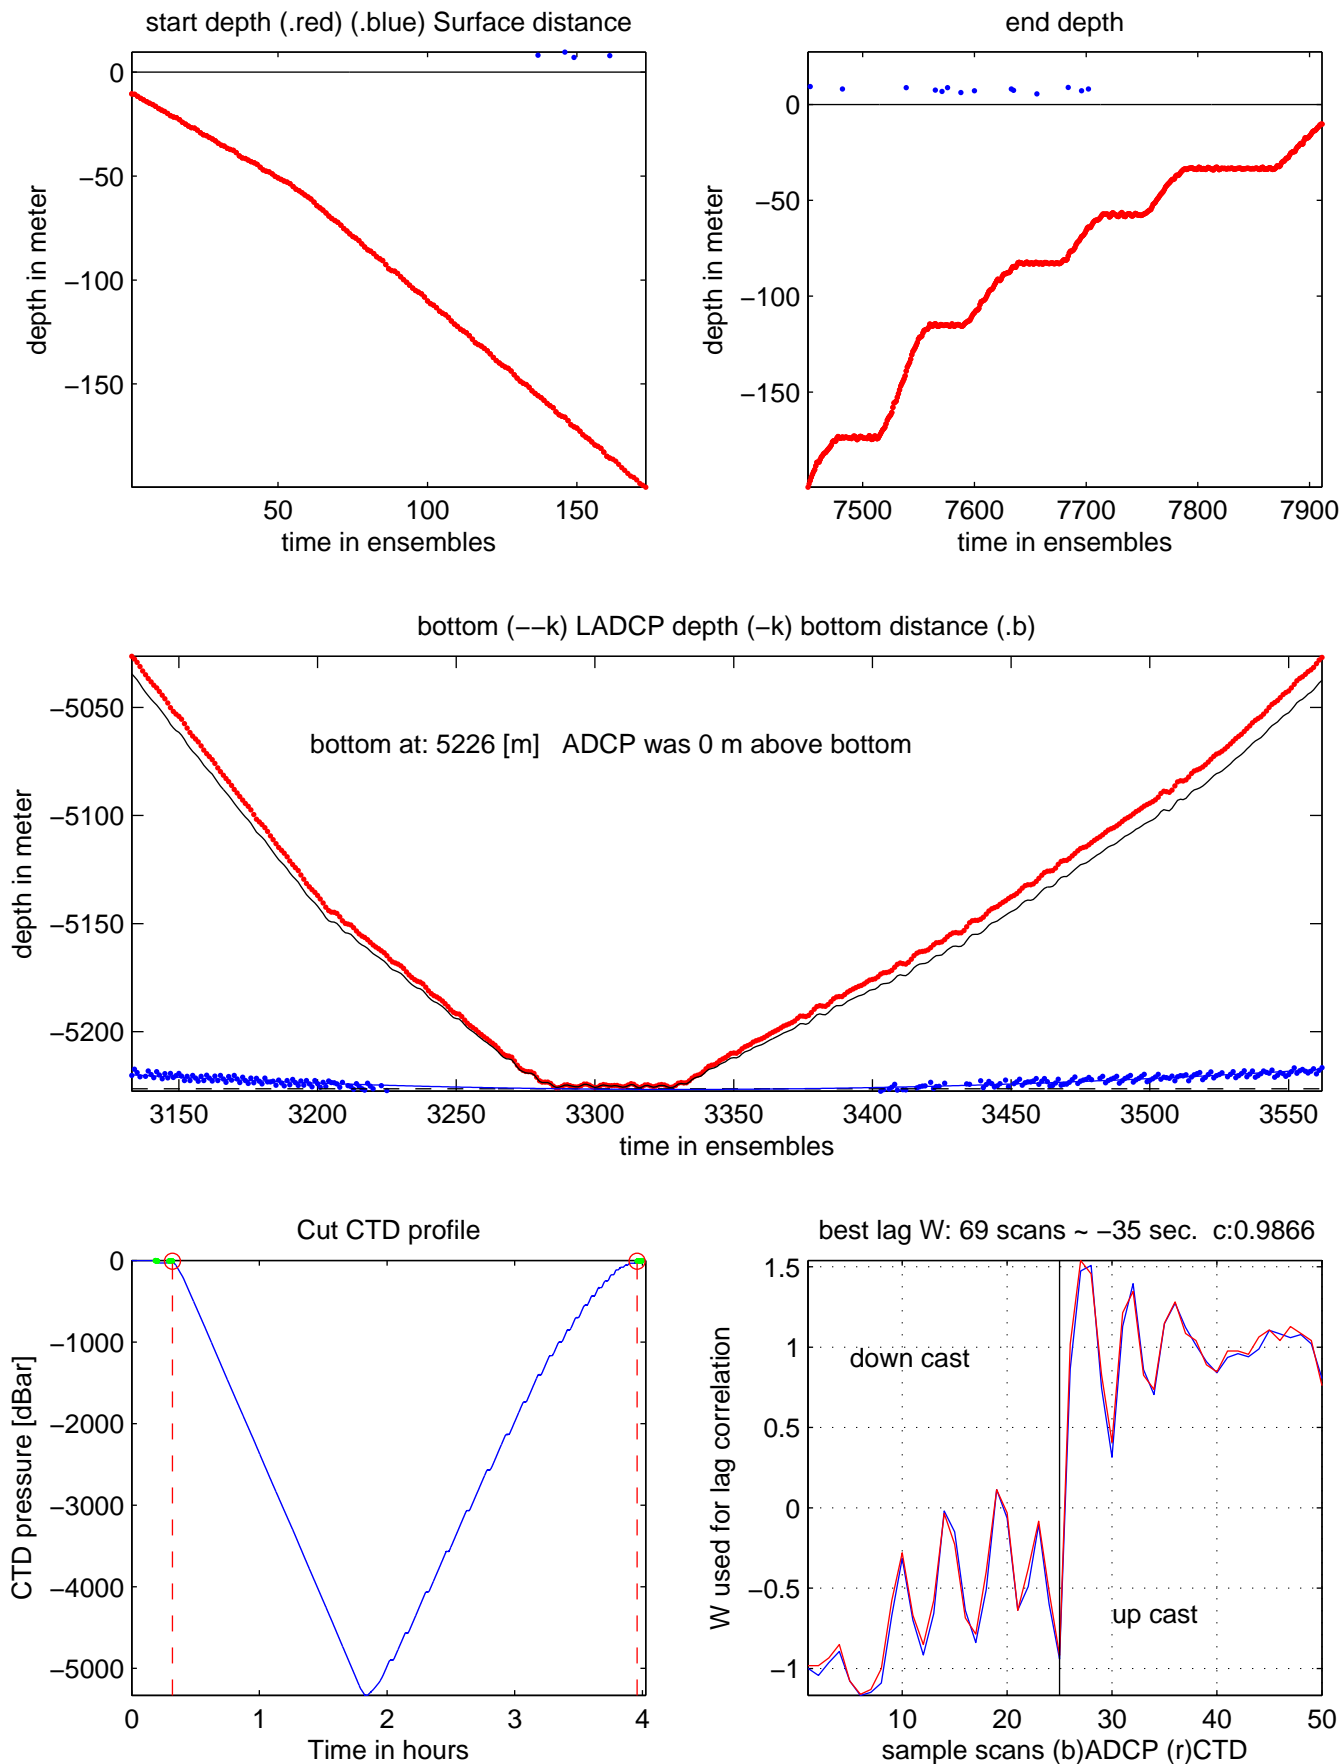 start depth (.red) (.blue) Surface distance
0
−50
−100
−150
depth in meter
50
100
150
time in ensembles
end depth
0
−50
−100
−150
depth in meter
7500
7600
7700
7800
7900
time in ensembles
bottom (−−k) LADCP depth (−k) bottom distance (.b)
−5050
−5100
−5150
−5200
depth in meter
bottom at: 5226 [m]   ADCP was 0 m above bottom
3150
3200
3250
3300
3350
3400
3450
3500
3550
time in ensembles
Cut CTD profile
0
−1000
−2000
−3000
−4000
−5000
CTD pressure [dBar]
0
1
2
3
4
Time in hours
best lag W: 69 scans ~ −35 sec.  c:0.9866
1.5
1
0.5
0
−0.5
−1
W used for lag correlation
down cast
up cast
10
20
30
40
50
sample scans (b)ADCP (r)CTD